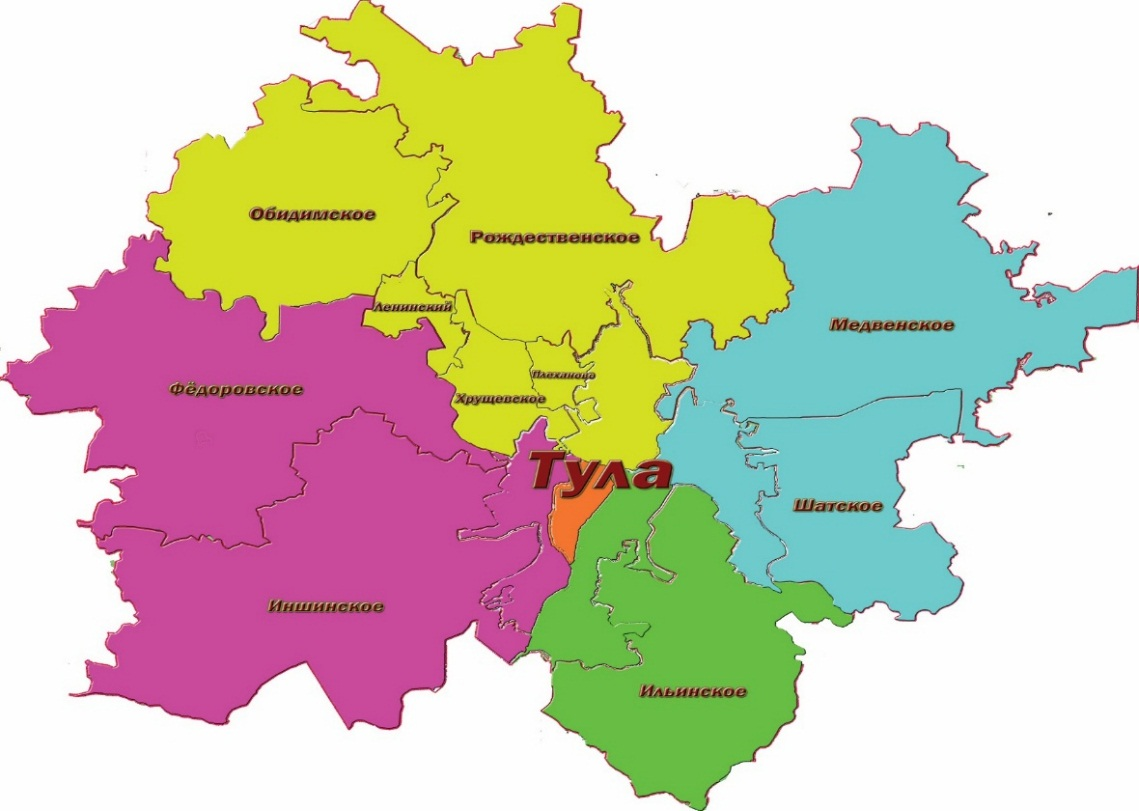 Обидимское
Рождественское
Ленинский
Медвенское
Плеханово
Фёдоровское
Хрущевское
Тула
Шатское
Иншинское
Ильинское